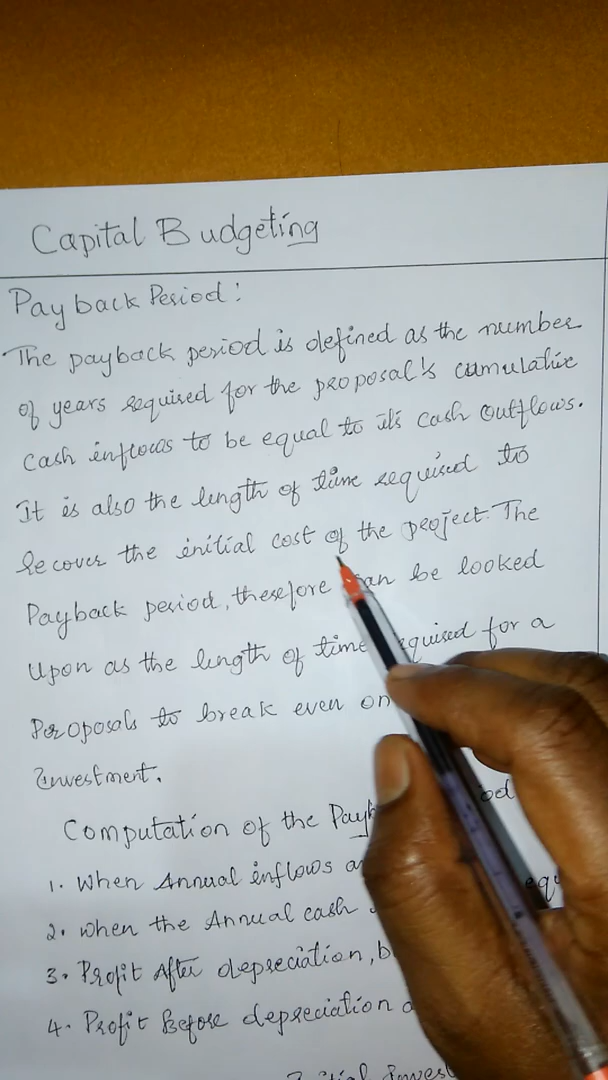 Capital Budgeting
Payback Period:
The payback period is defined as the number
of years required for the proposal's cumulative
Cash inflows to be equal to its Cash Outflows.
It is also the length of time required to
Recover the initial cost of the project. The
Payback period, therefore can be looked
Upon as the length of time required for a
Proposals to break even on
Investment.
Computation of the Payb
1. When Annual inflows a
2. When the Annual cash
3. Profit After depreciation, b
4. Profit Before depreciation a
Initial Invest